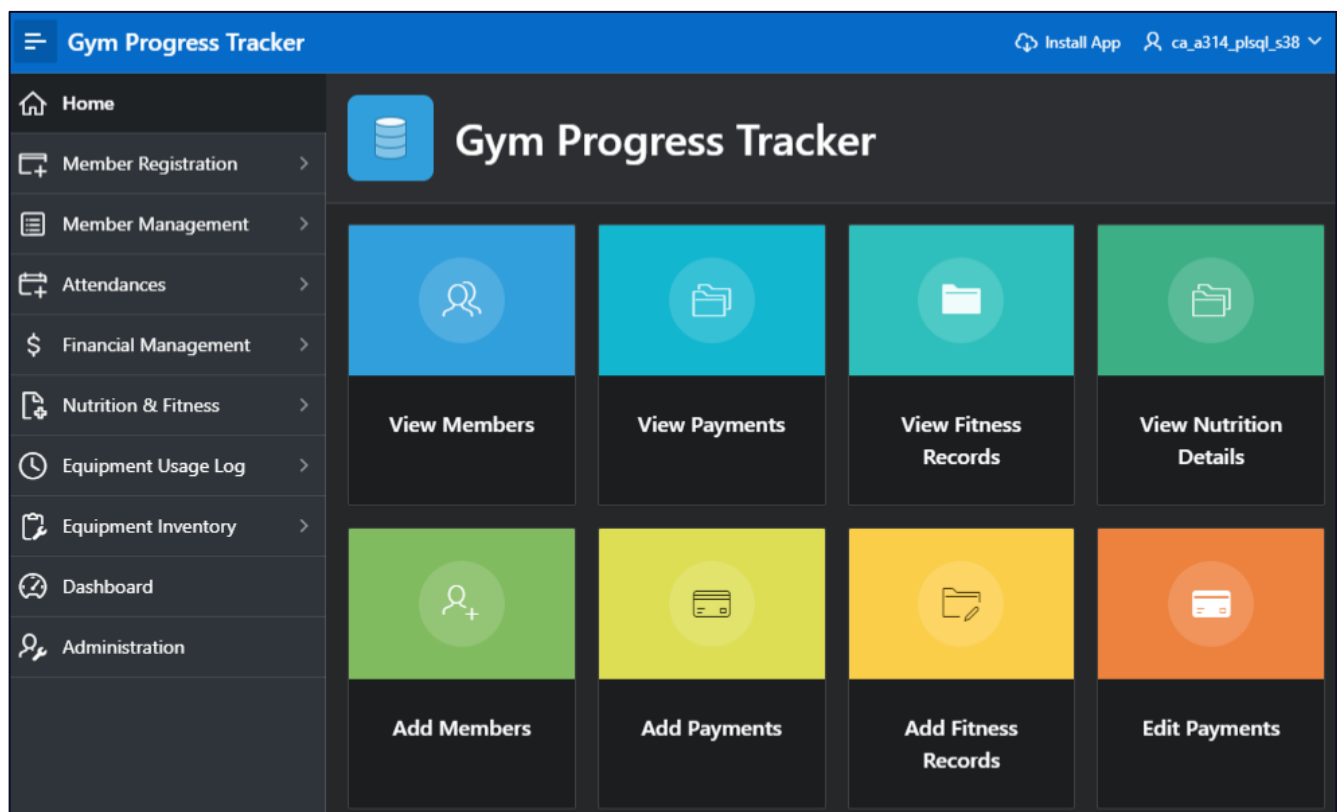 Gym Progress Tracker
Install App
ca_a314_plsql_s38
Home
Member Registration
Member Management
Attendances
Financial Management
Nutrition & Fitness
Equipment Usage Log
Equipment Inventory
Dashboard
Administration
Gym Progress Tracker
View Members
View Payments
View Fitness
Records
View Nutrition
Details
Add Members
Add Payments
Add Fitness
Records
Edit Payments